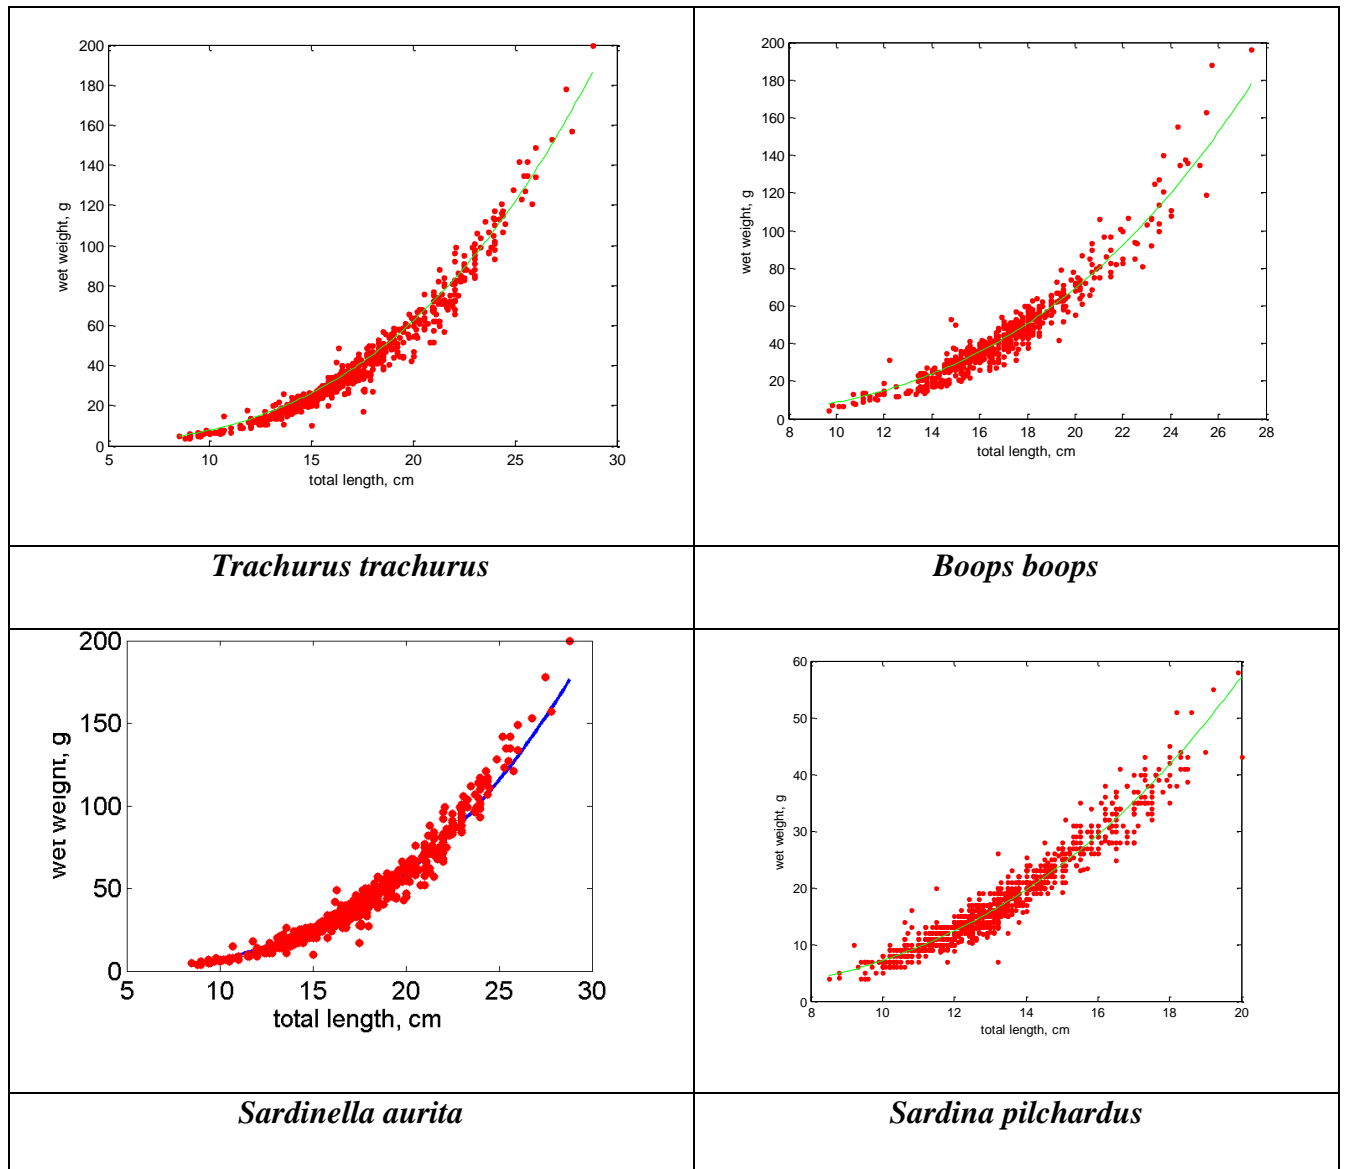 200
180
160
140
120
100
80
60
40
20
0
wet weight, g
5 10 15 20 25 30
total length, cm
200
180
160
140
120
100
80
60
40
20
0
wet weight, g
8 10 12 14 16 18 20 22 24 26 28
total length, cm
Trachurus trachurus
Boops boops
200
150
100
50
0
wet weight, g
5 10 15 20 25 30
total length, cm
60
50
40
30
20
10
0
wet weight, g
8 10 12 14 16 18 20
total length, cm
Sardinella aurita
Sardina pilchardus